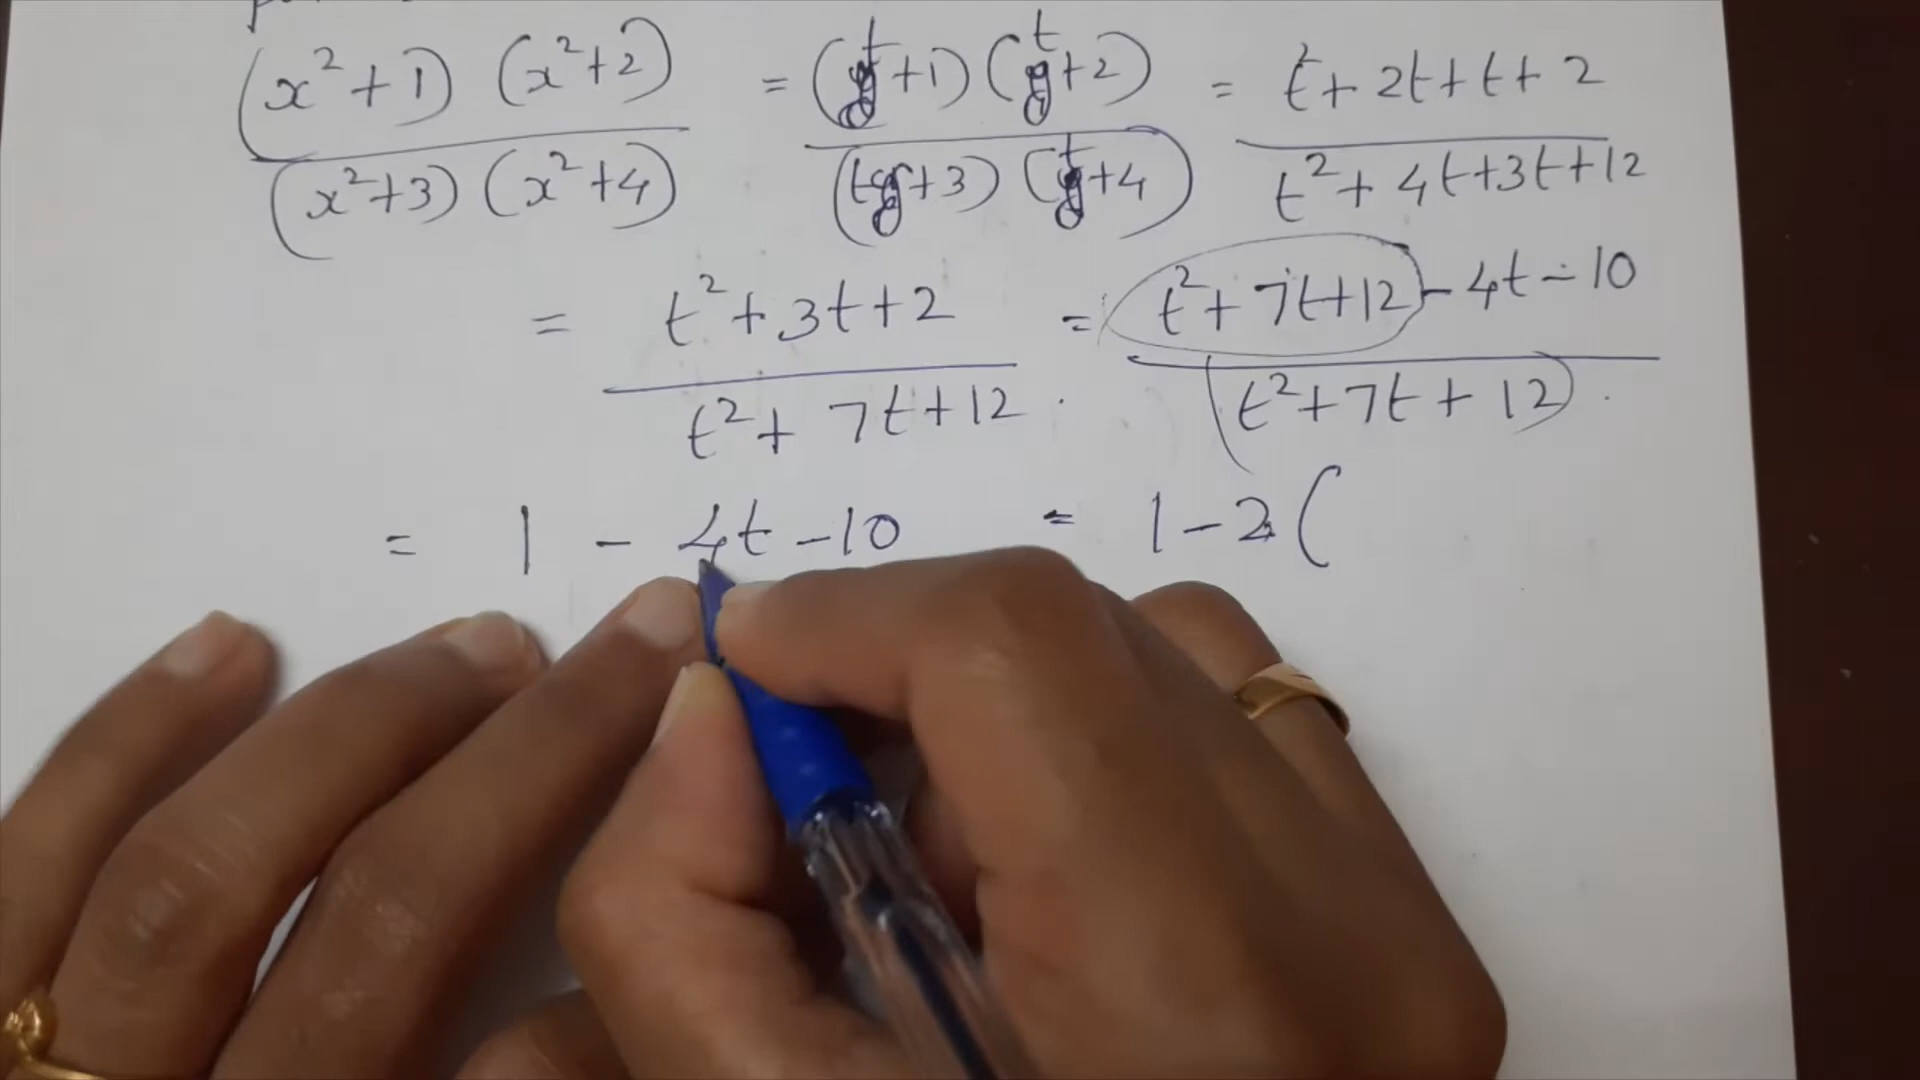 (x²+1) (x²+2) / (x²+3) (x²+4) = (t+1) (t+2) / (t+3) (t+4) = t²+2t+t+2 / t²+4t+3t+12
= t²+3t+2 / t²+7t+12 . = t²+7t+12-4t-10 / (t²+7t+12) .
= 1 - 4t-10 = 1-2(